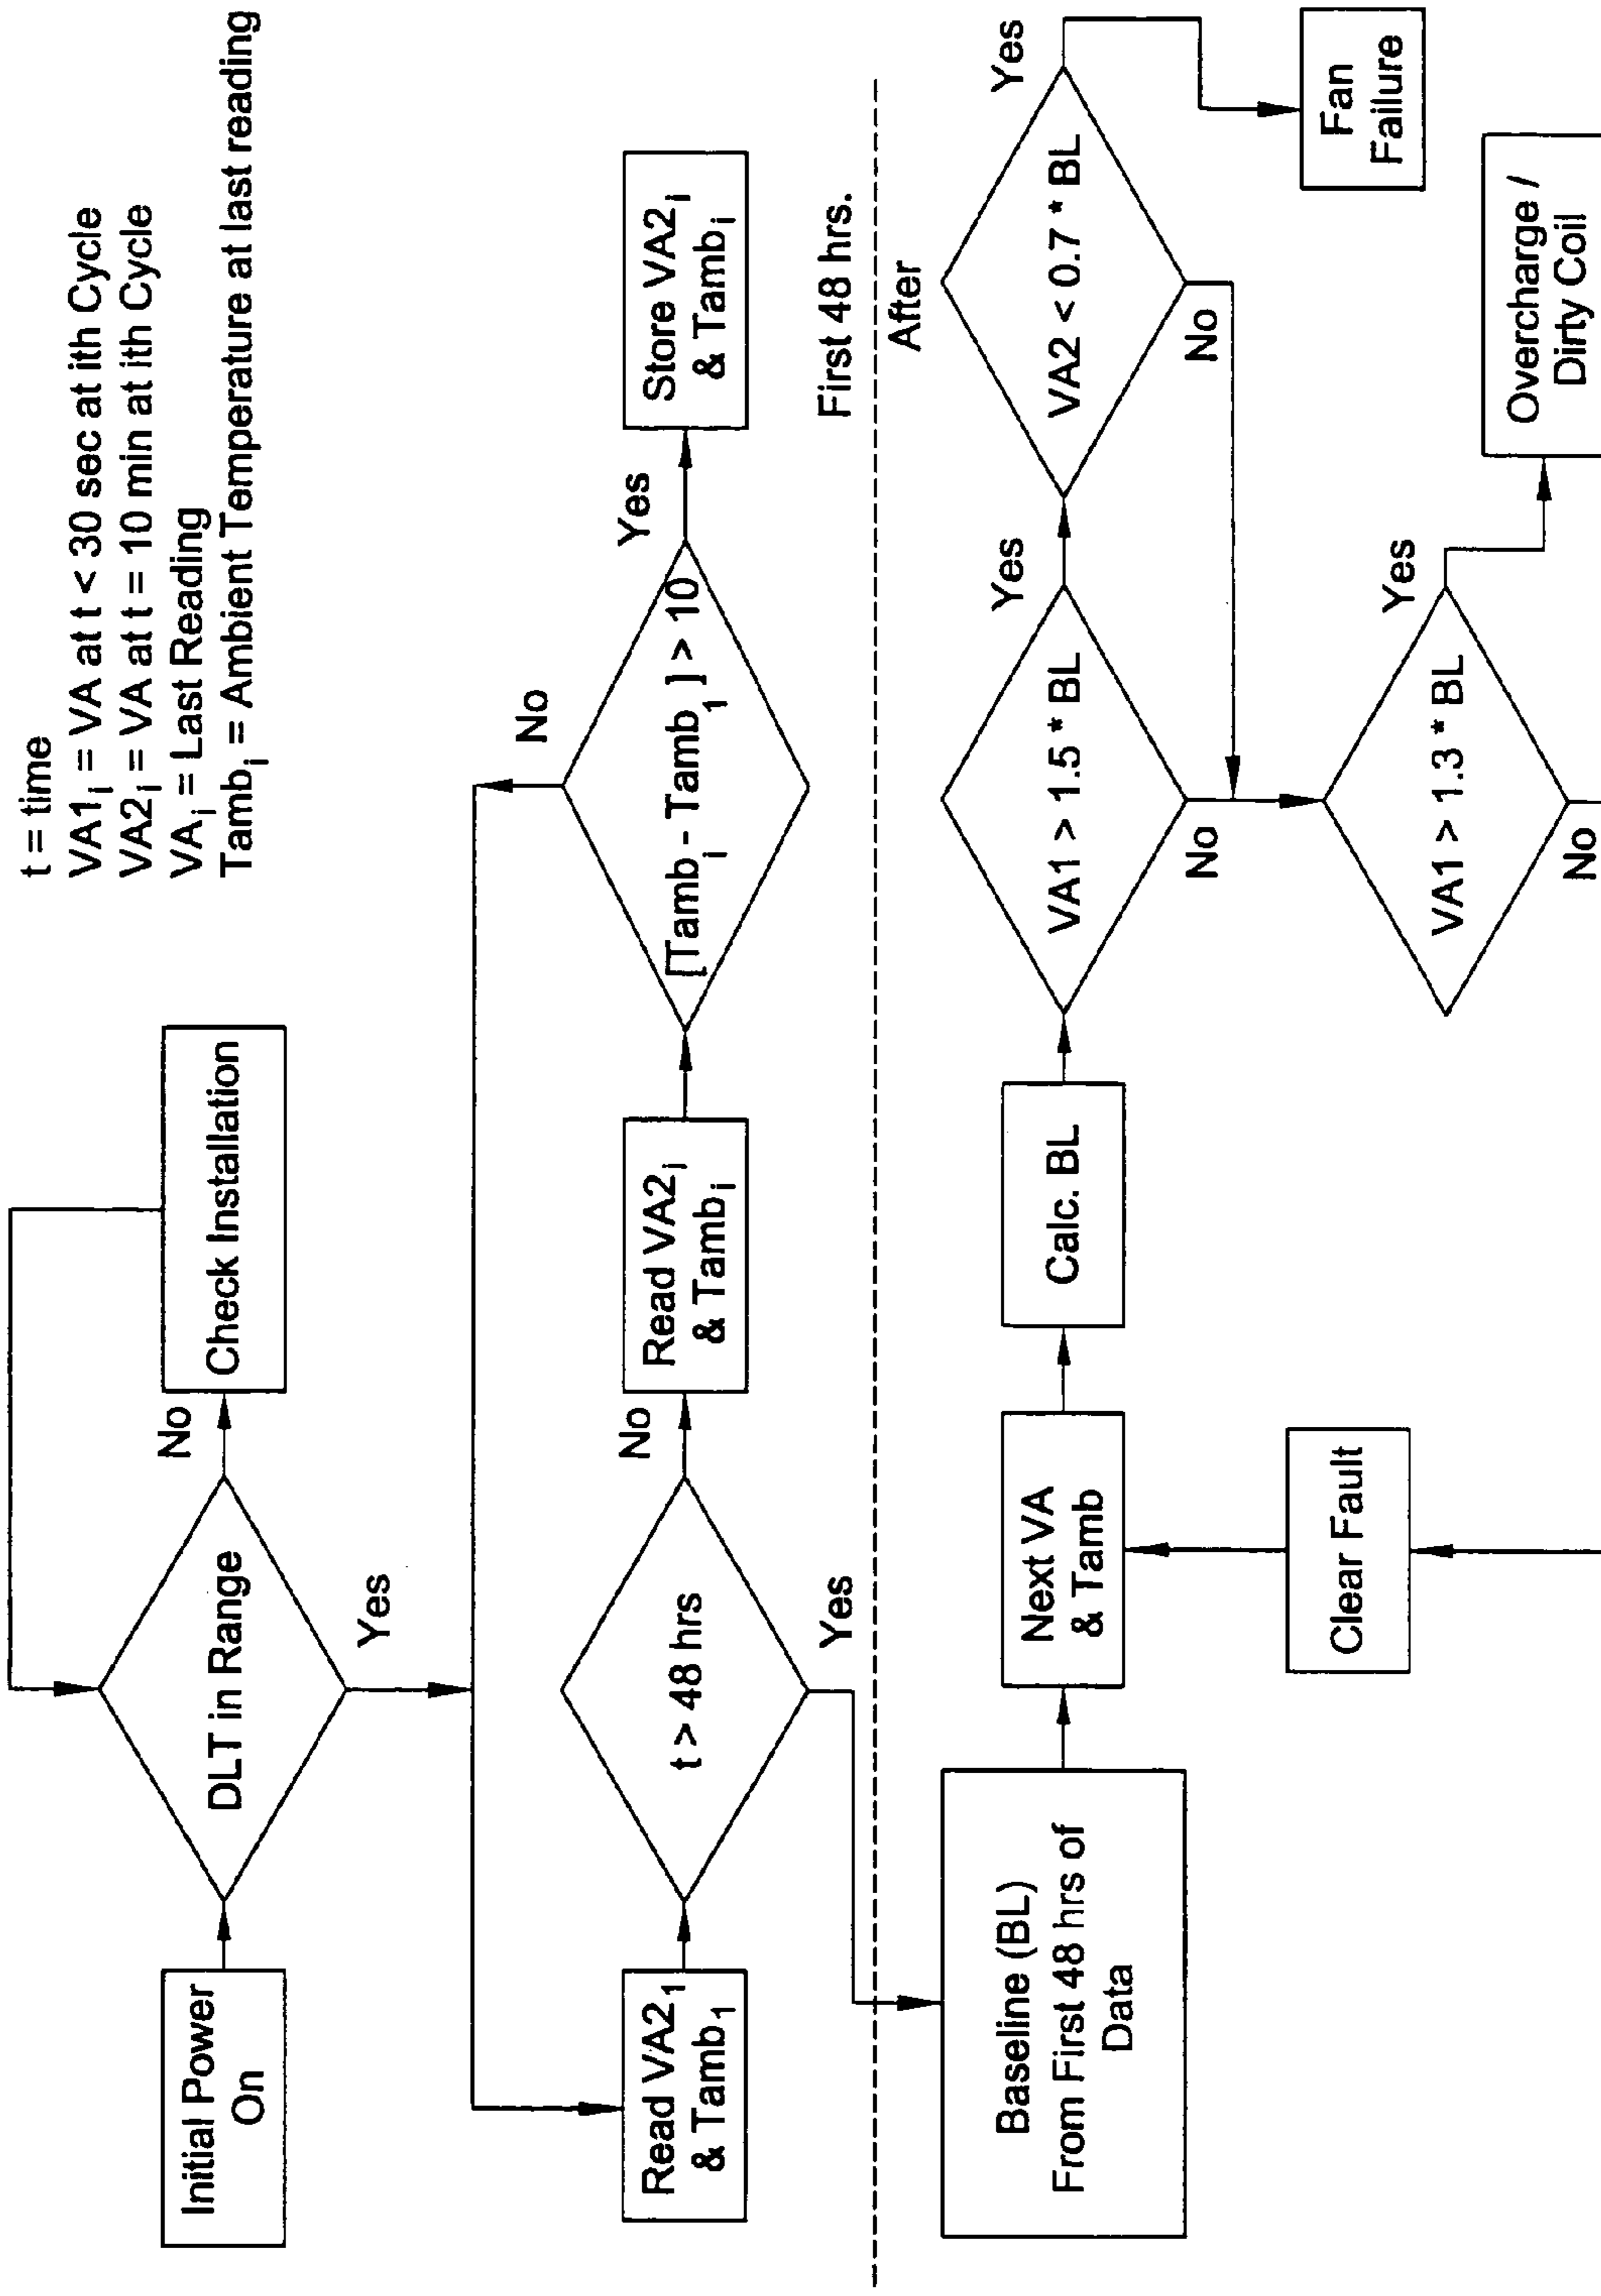 t = time
VA1i = VA at t < 30 sec at ith Cycle
VA2i = VA at t = 10 min at ith Cycle
VAi = Last Reading
Tambi = Ambient Temperature at last reading
Initial Power
On
DLT in Range
No
Check Installation
Yes
No
Read VA21
& Tamb1
t > 48 hrs
No
Read VA2i
& Tambi
[Tambi - Tamb1] > 10
Yes
Store VA2i
& Tambi
Yes
First 48 hrs.
After
Baseline (BL)
From First 48 hrs of
Data
Next VA
& Tamb
Calc. BL
VA1 > 1.5 * BL
Yes
VA2 < 0.7 * BL
Yes
No
No
Fan
Failure
Clear Fault
VA1 > 1.3 * BL
Yes
Overcharge /
Dirty Coil
No